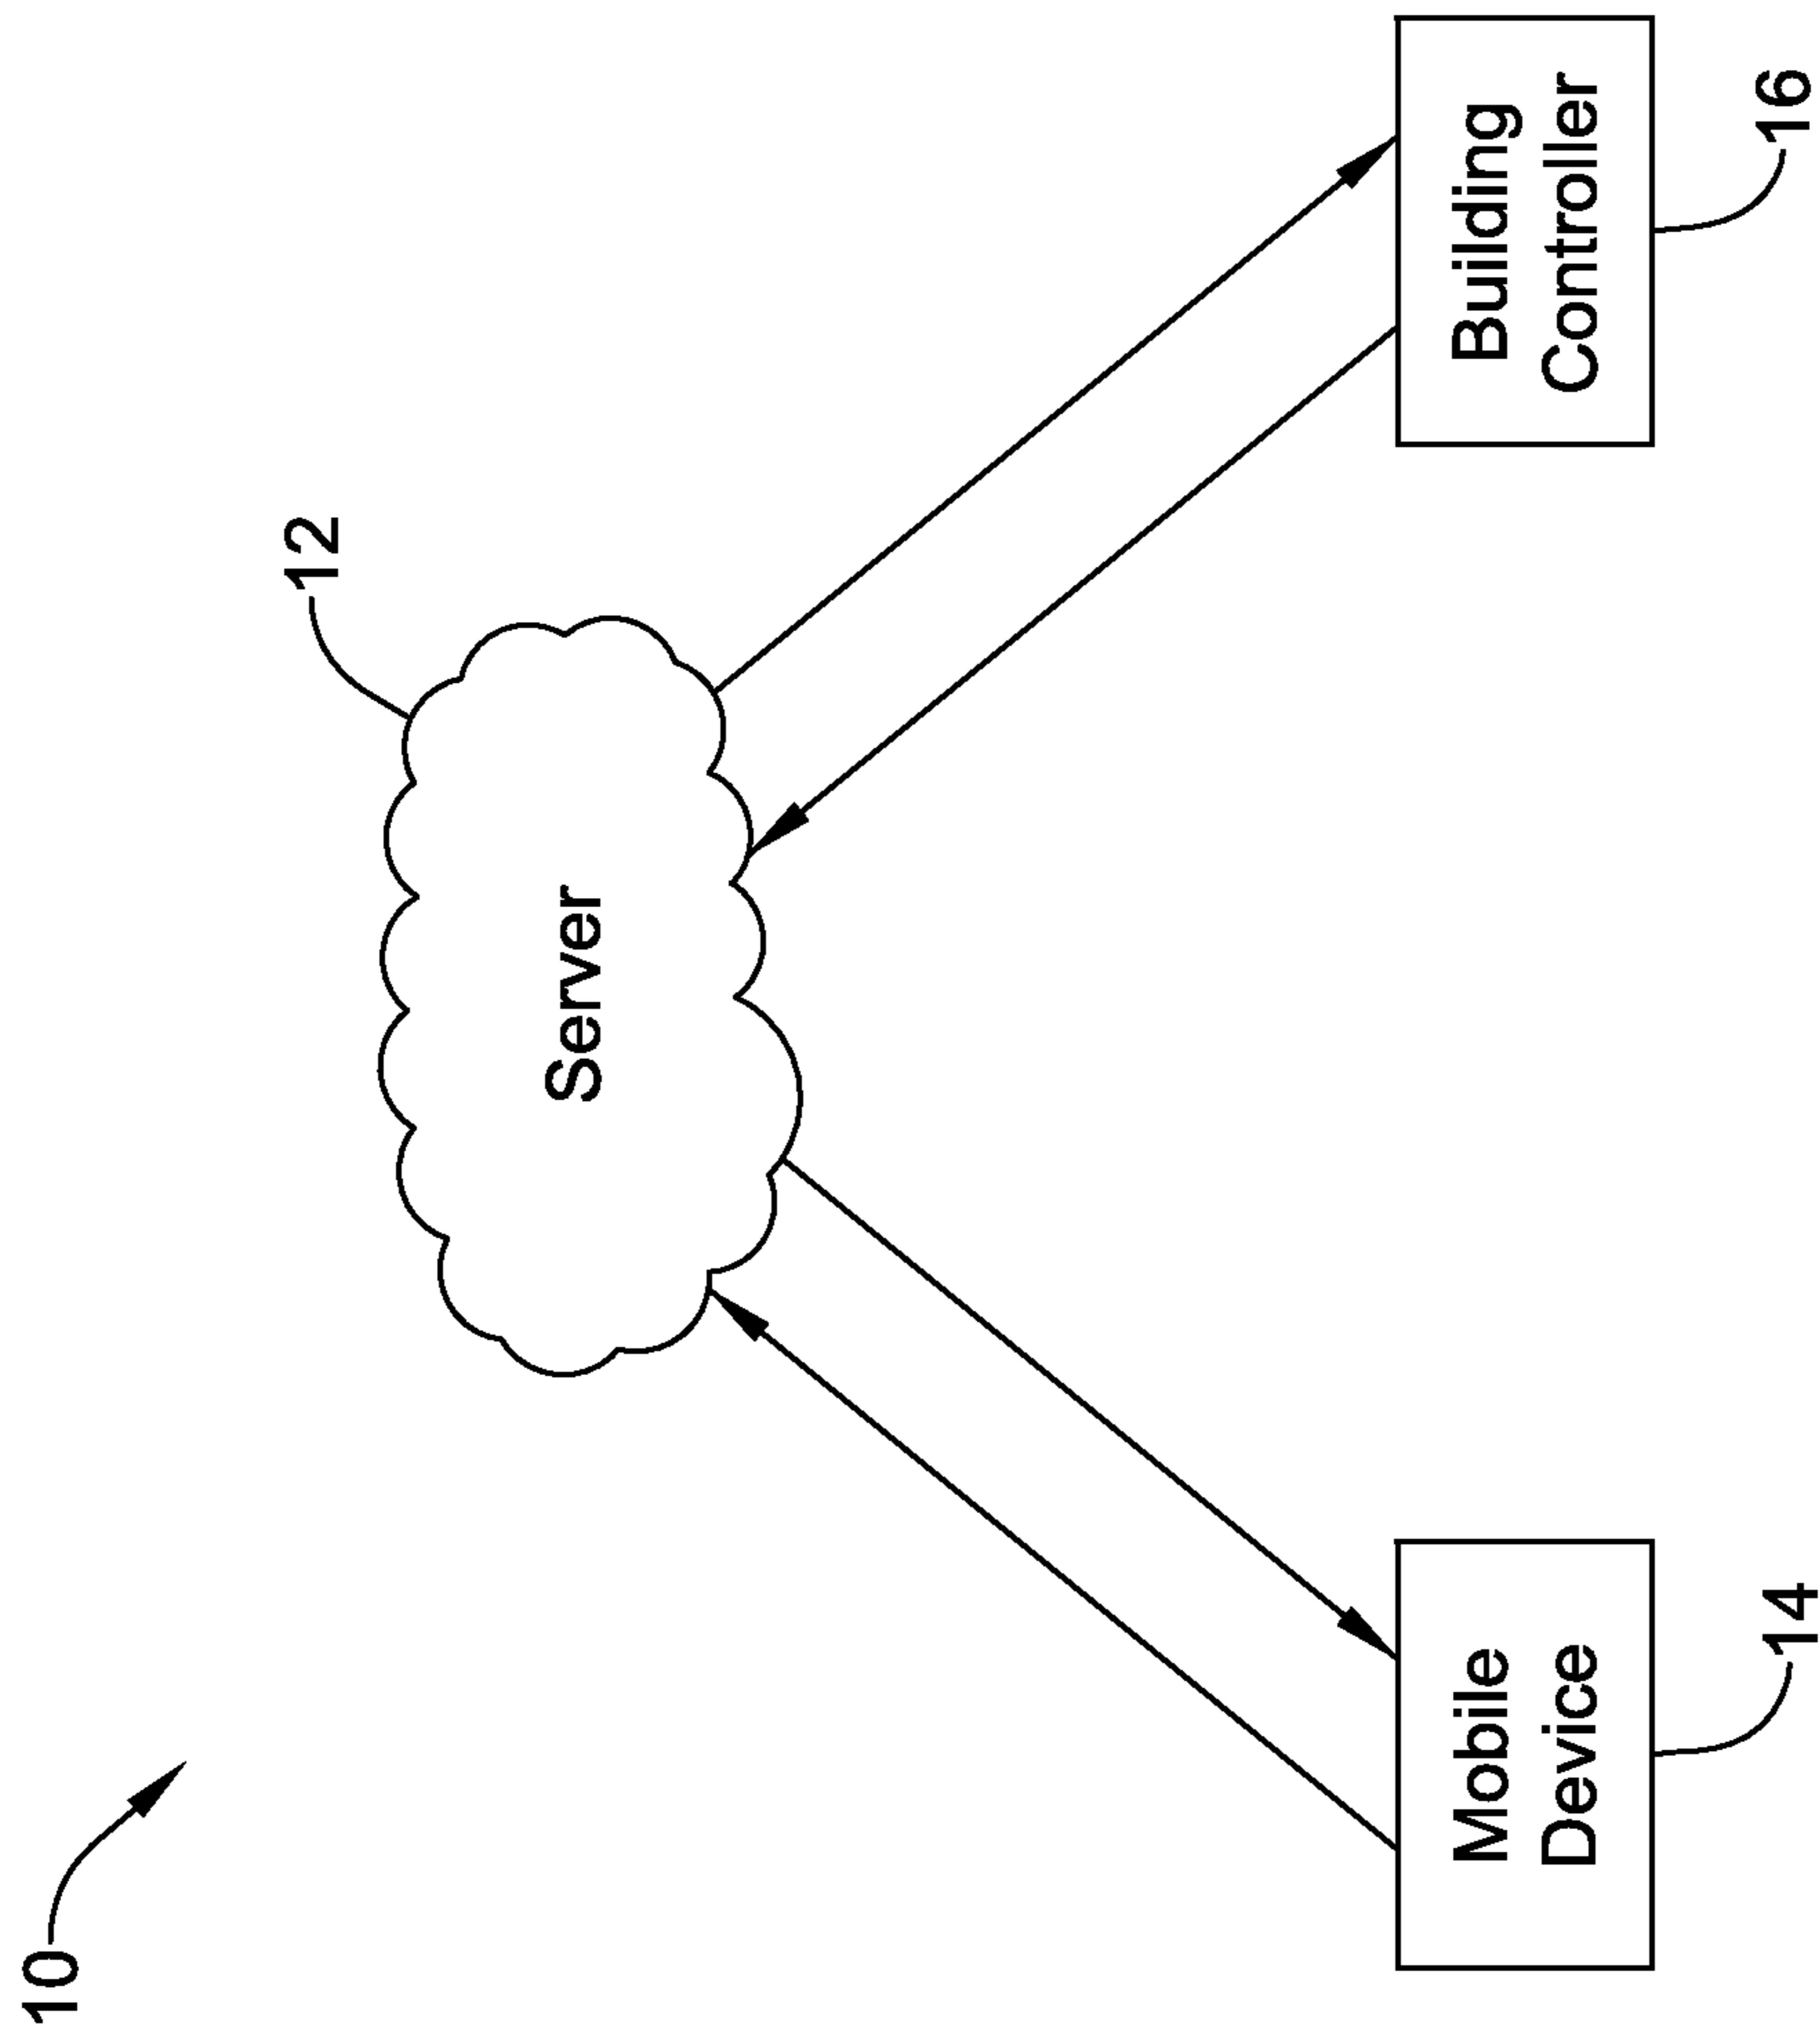 10
12
Server
Mobile
Device
14
Building
Controller
16